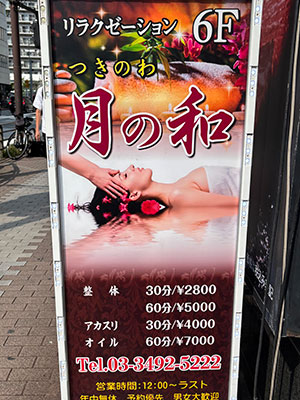 リラクゼーション 6F
つきのわ
月の和
整体 30分/¥2800
60分/¥5000
アカスリ 30分/¥4000
オイル 60分/¥7000
Tel.03-3492-5222
営業時間:12:00~ラスト
年中無休 予約優先 男女大歓迎